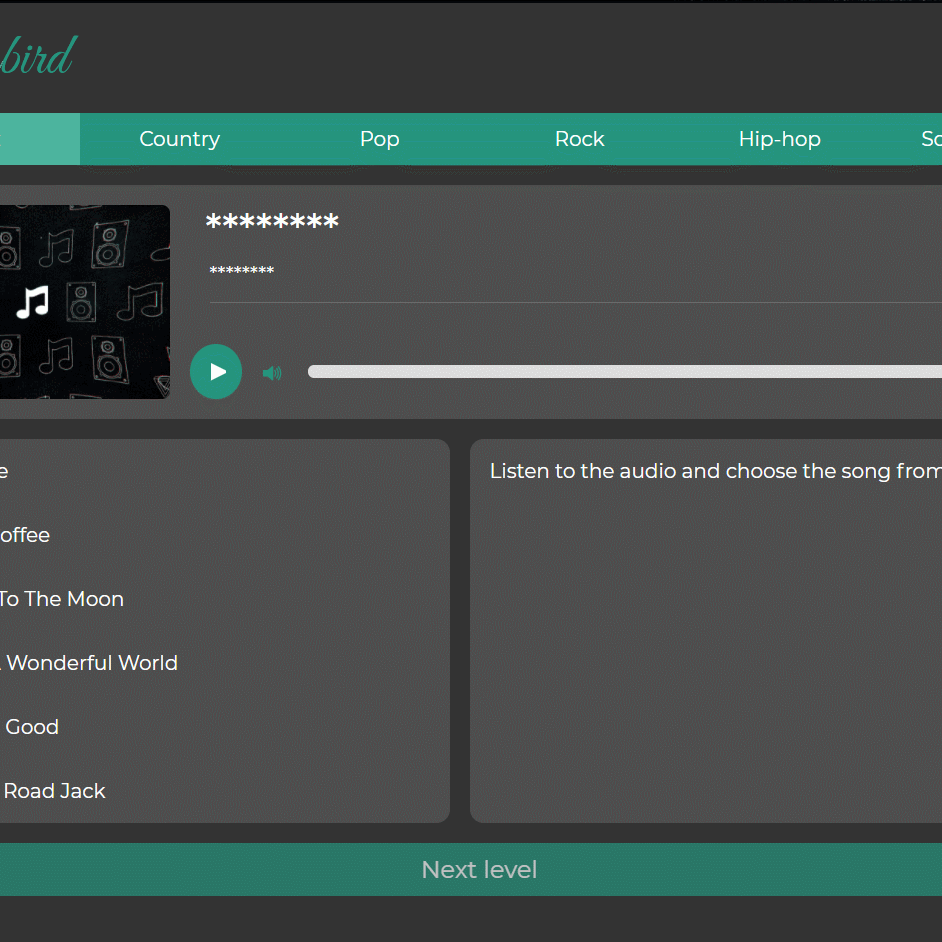 bird
Country Pop Rock Hip-hop
********
********
Listen to the audio and choose the song from
offee
To The Moon
Wonderful World
Good
Road Jack
Next level